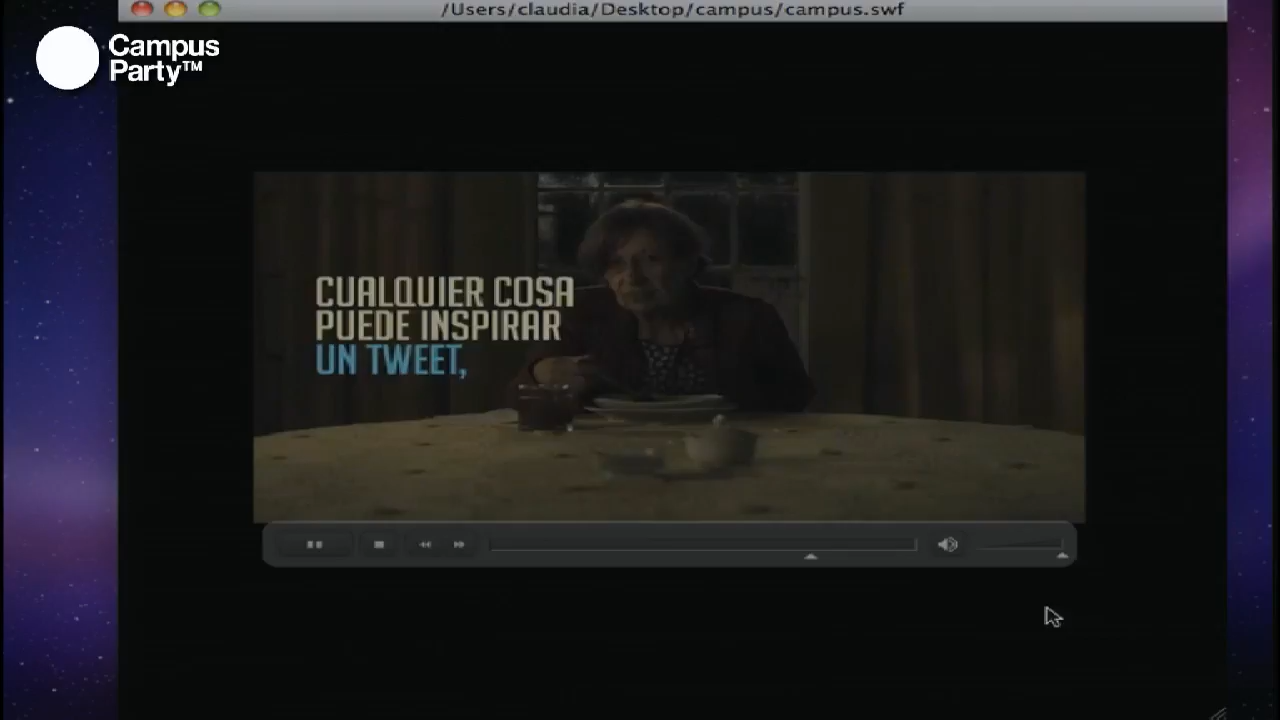 /Users/claudia/Desktop/campus/campus.swf
Campus
Party™
CUALQUIER COSA
PUEDE INSPIRAR
UN TWEET,